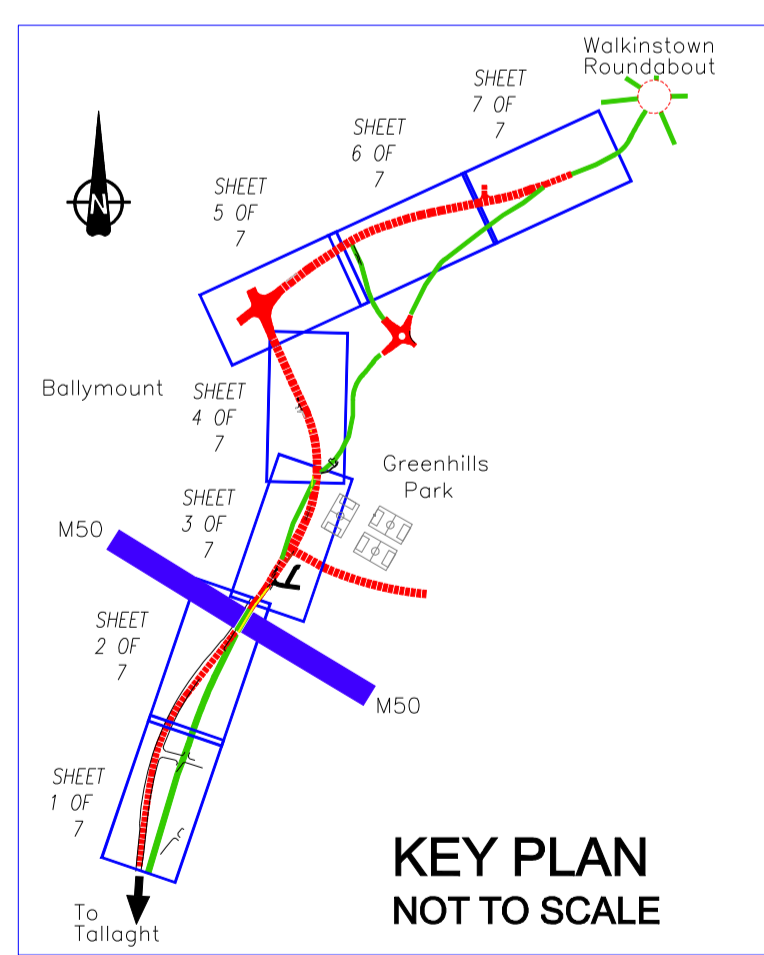 Walkinstown
Roundabout
SHEET
7 OF
7
SHEET
6 OF
7
SHEET
5 OF
7
N
Ballymount
SHEET
4 OF
7
Greenhills
Park
SHEET
3 OF
7
M50
SHEET
2 OF
7
M50
SHEET
1 OF
7
KEY PLAN
NOT TO SCALE
To
Tallaght